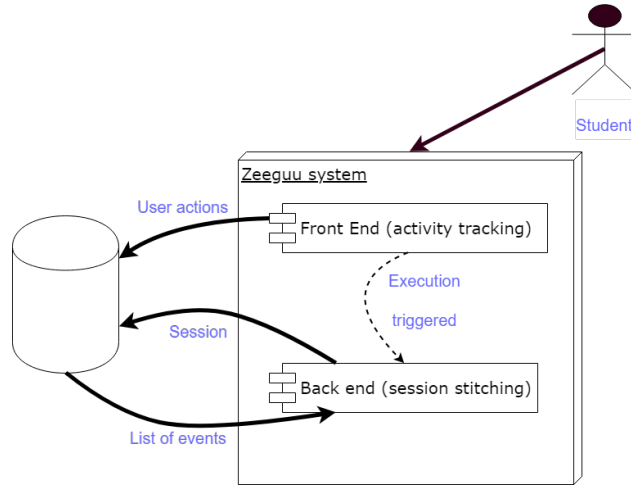 Student
Zeeguu system
User actions
Front End (activity tracking)
Execution
triggered
Session
Back end (session stitching)
List of events